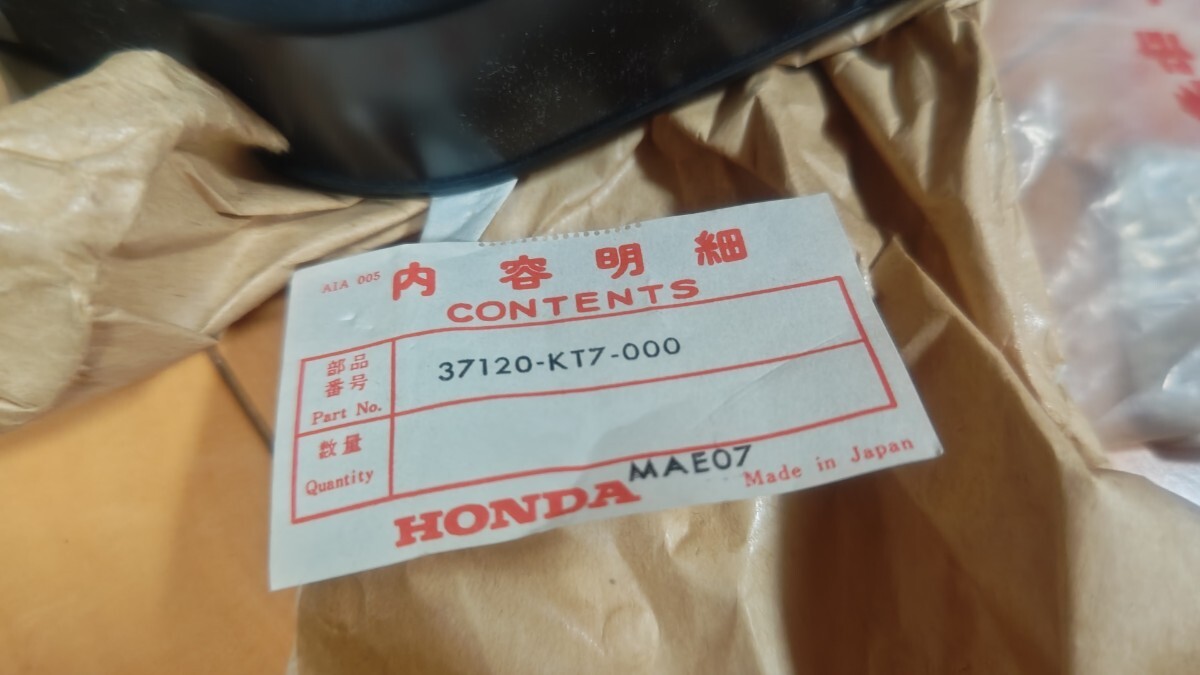 AIA 005
内容明細
CONTENTS
部品
番号
Part No.
37120-KT7-000
数量
Quantity
MAE07
HONDA
Made in Japan